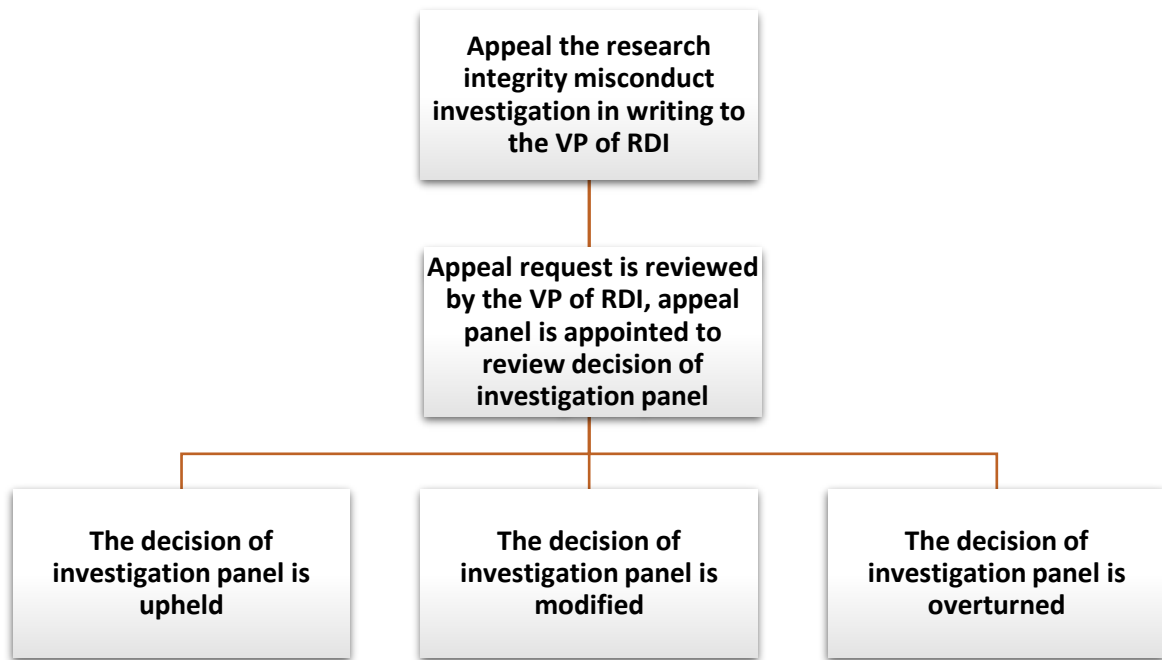 Appeal the research
integrity misconduct
investigation in writing to
the VP of RDI
Appeal request is reviewed
by the VP of RDI, appeal
panel is appointed to
review decision of
investigation panel
The decision of
investigation panel is
upheld
The decision of
investigation panel is
modified
The decision of
investigation panel is
overturned